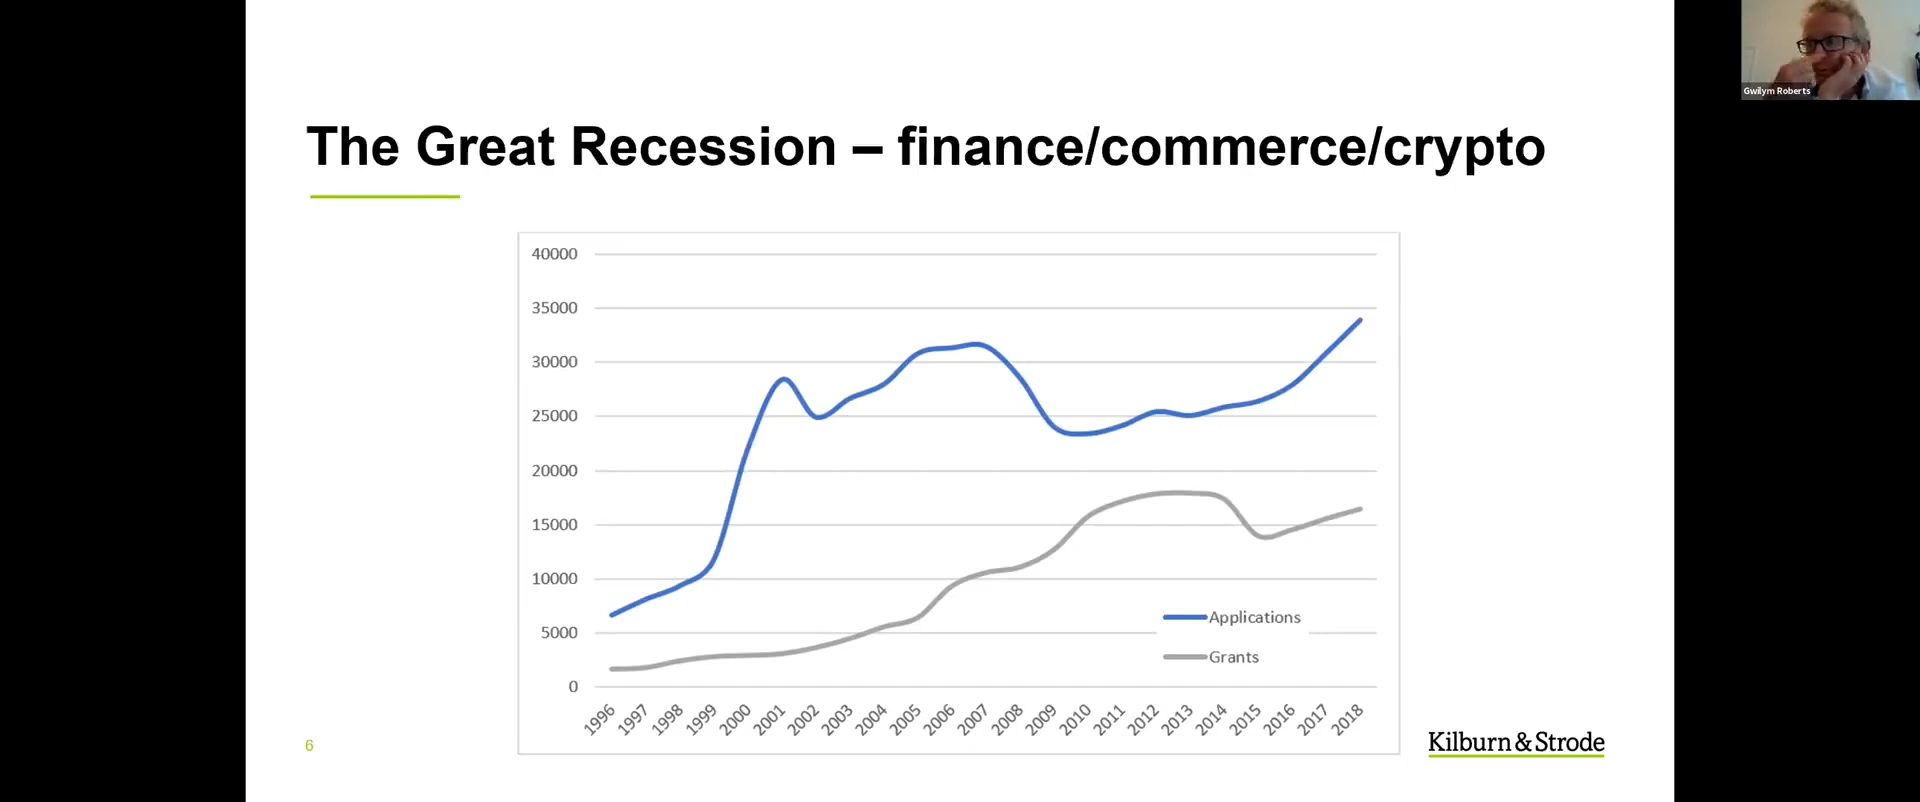 Gwilym Roberts
The Great Recession – finance/commerce/crypto
40000
35000
30000
25000
20000
15000
10000
5000
0
Applications
Grants
1996 1997 1998 1999 2000 2001 2002 2003 2004 2005 2006 2007 2008 2009 2010 2011 2012 2013 2014 2015 2016 2017 2018
6
Kilburn & Strode